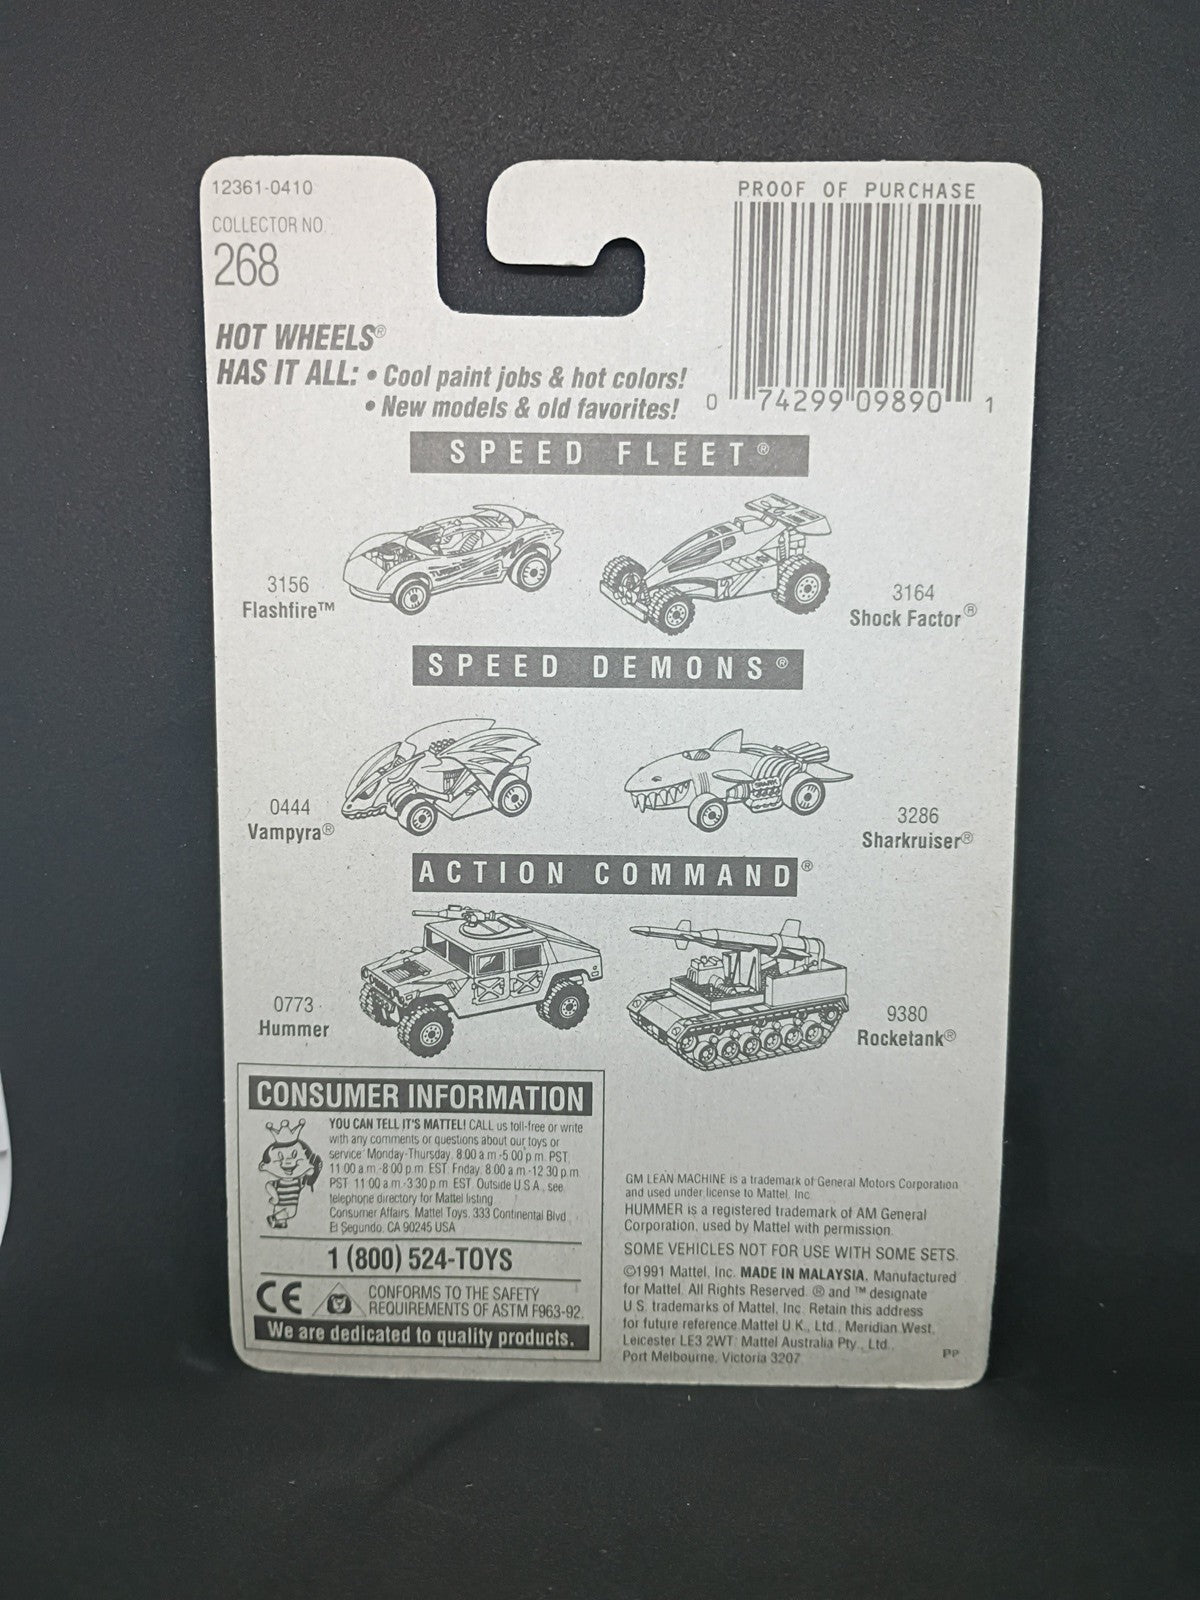 12361-0410
COLLECTOR NO.
268
PROOF OF PURCHASE
0 74299 09890 1
HOT WHEELS®
HAS IT ALL: • Cool paint jobs & hot colors!
• New models & old favorites!
SPEED FLEET®
3156
Flashfire™
3164
Shock Factor®
SPEED DEMONS®
0444
Vampyra®
3286
Sharkruiser®
ACTION COMMAND®
0773
Hummer
9380
Rocketank®
CONSUMER INFORMATION
YOU CAN TELL IT'S MATTEL! CALL us toll-free or write
with any comments or questions about our toys or
service. Monday-Thursday, 8:00 a.m.-5:00 p.m. PST,
11:00 a.m.-8:00 p.m. EST. Friday, 8:00 a.m.-12:30 p.m.
PST, 11:00 a.m.-3:30 p.m. EST. Outside U.S.A., see
telephone directory for Mattel listing.
Consumer Affairs, Mattel Toys, 333 Continental Blvd.,
El Segundo, CA 90245 USA
1 (800) 524-TOYS
CE CONFORMS TO THE SAFETY
REQUIREMENTS OF ASTM F963-92.
We are dedicated to quality products.
GM LEAN MACHINE is a trademark of General Motors Corporation
and used under license to Mattel, Inc.
HUMMER is a registered trademark of AM General
Corporation, used by Mattel with permission.
SOME VEHICLES NOT FOR USE WITH SOME SETS.
©1991 Mattel, Inc. MADE IN MALAYSIA. Manufactured
for Mattel. All Rights Reserved. ® and ™ designate
U.S. trademarks of Mattel, Inc. Retain this address
for future reference: Mattel U.K., Ltd., Meridian West,
Leicester LE3 2WT: Mattel Australia Pty., Ltd.,
Port Melbourne, Victoria 3207
PP